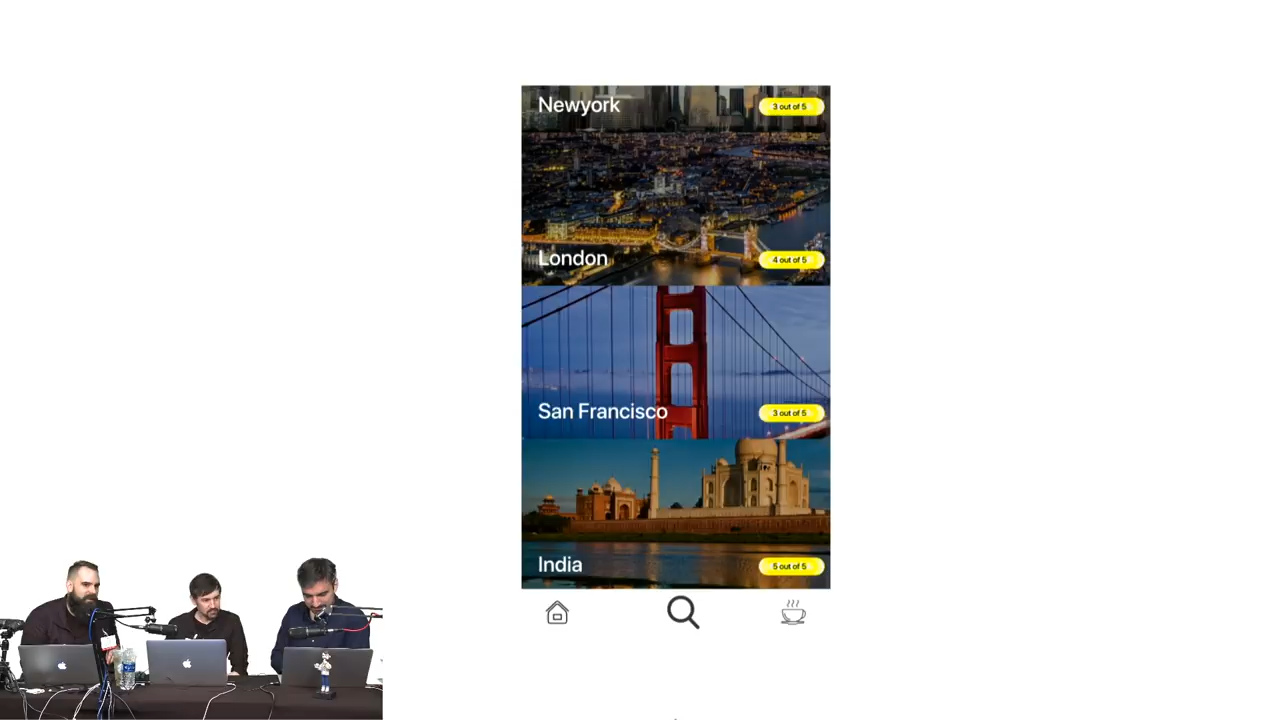 Newyork
3 out of 5
London
4 out of 5
San Francisco
3 out of 5
India
5 out of 5